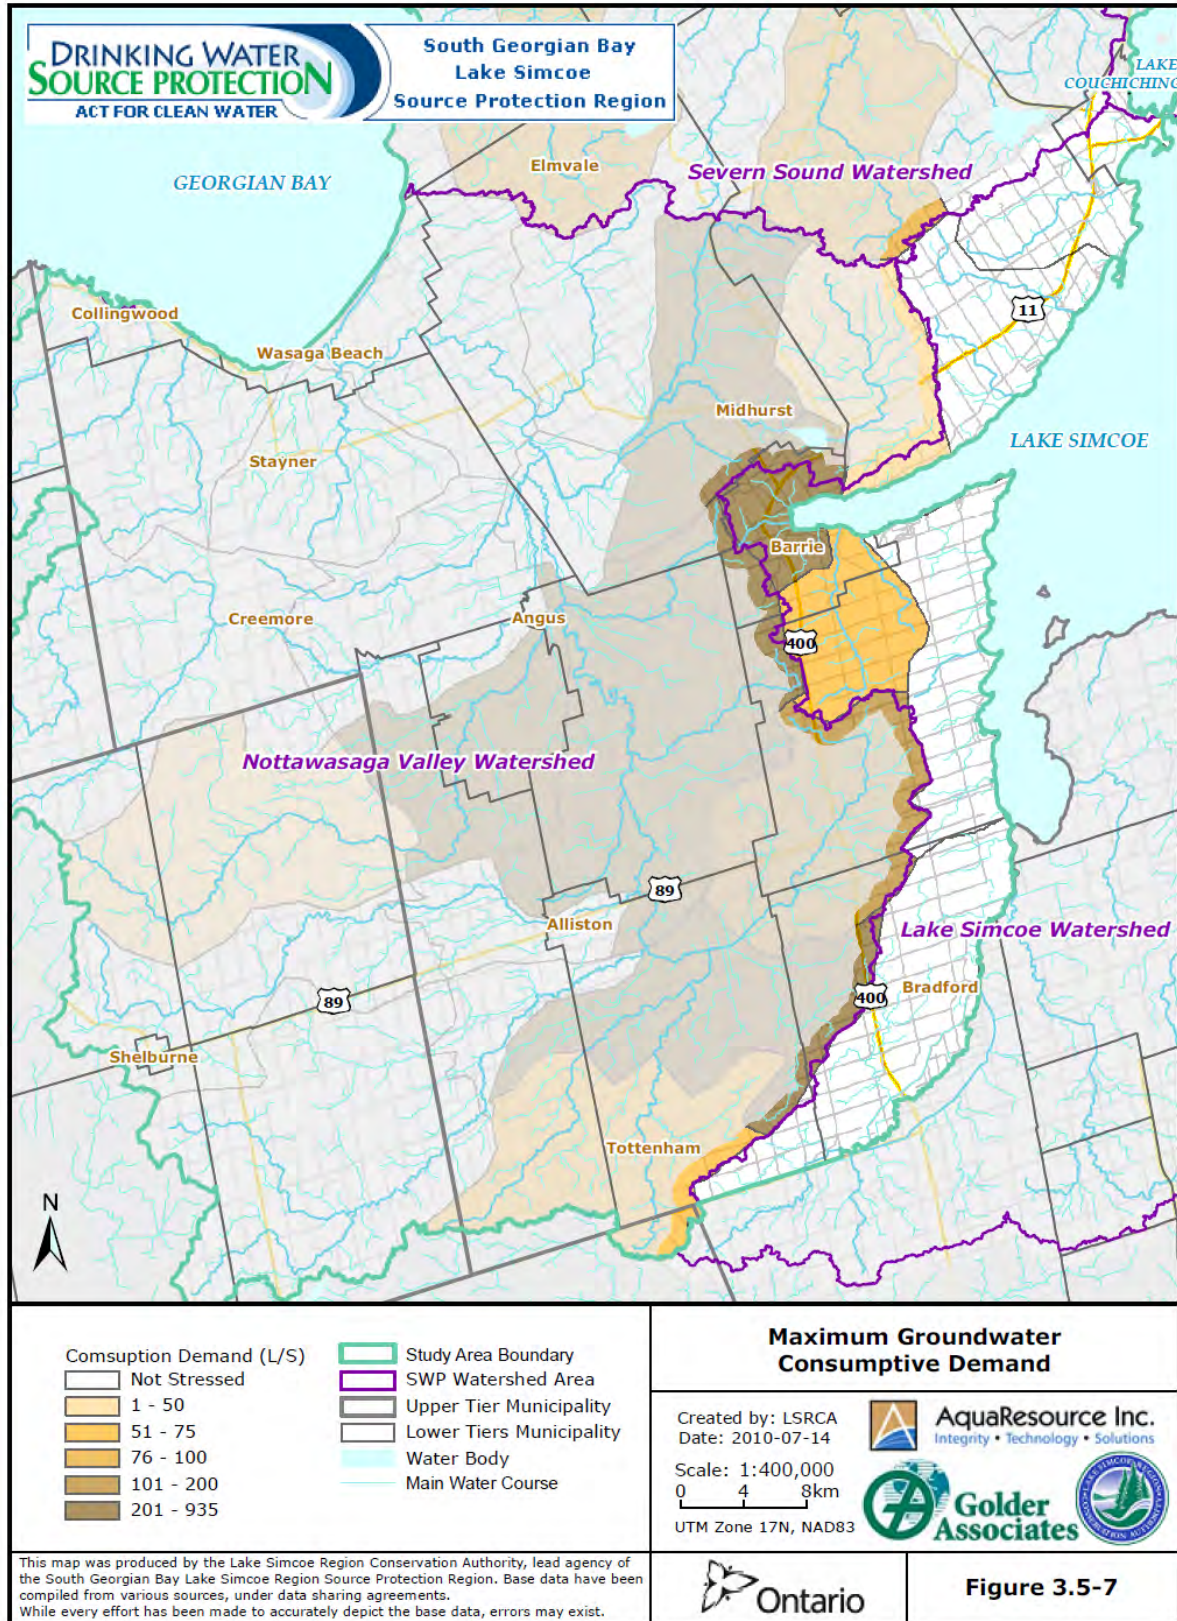 DRINKING WATER
SOURCE PROTECTION
ACT FOR CLEAN WATER
South Georgian Bay
Lake Simcoe
Source Protection Region
LAKE
COUCHICHING
Elmvale
Severn Sound Watershed
GEORGIAN BAY
11
Collingwood
Wasaga Beach
Midhurst
LAKE SIMCOE
Stayner
Barrie
Creemore
Angus
400
Nottawasaga Valley Watershed
89
Alliston
Lake Simcoe Watershed
400
Bradford
89
Shelburne
Tottenham
N
Comsuption Demand (L/S)
Not Stressed
1 - 50
51 - 75
76 - 100
101 - 200
201 - 935
Study Area Boundary
SWP Watershed Area
Upper Tier Municipality
Lower Tiers Municipality
Water Body
Main Water Course
Maximum Groundwater
Consumptive Demand
Created by: LSRCA
Date: 2010-07-14
Scale: 1:400,000
0 4 8km
UTM Zone 17N, NAD83
AquaResource Inc.
Integrity • Technology • Solutions
Golder
Associates
LAKE SIMCOE REGION
CONSERVATION AUTHORITY
This map was produced by the Lake Simcoe Region Conservation Authority, lead agency of
the South Georgian Bay Lake Simcoe Region Source Protection Region. Base data have been
compiled from various sources, under data sharing agreements.
While every effort has been made to accurately depict the base data, errors may exist.
Ontario
Figure 3.5-7